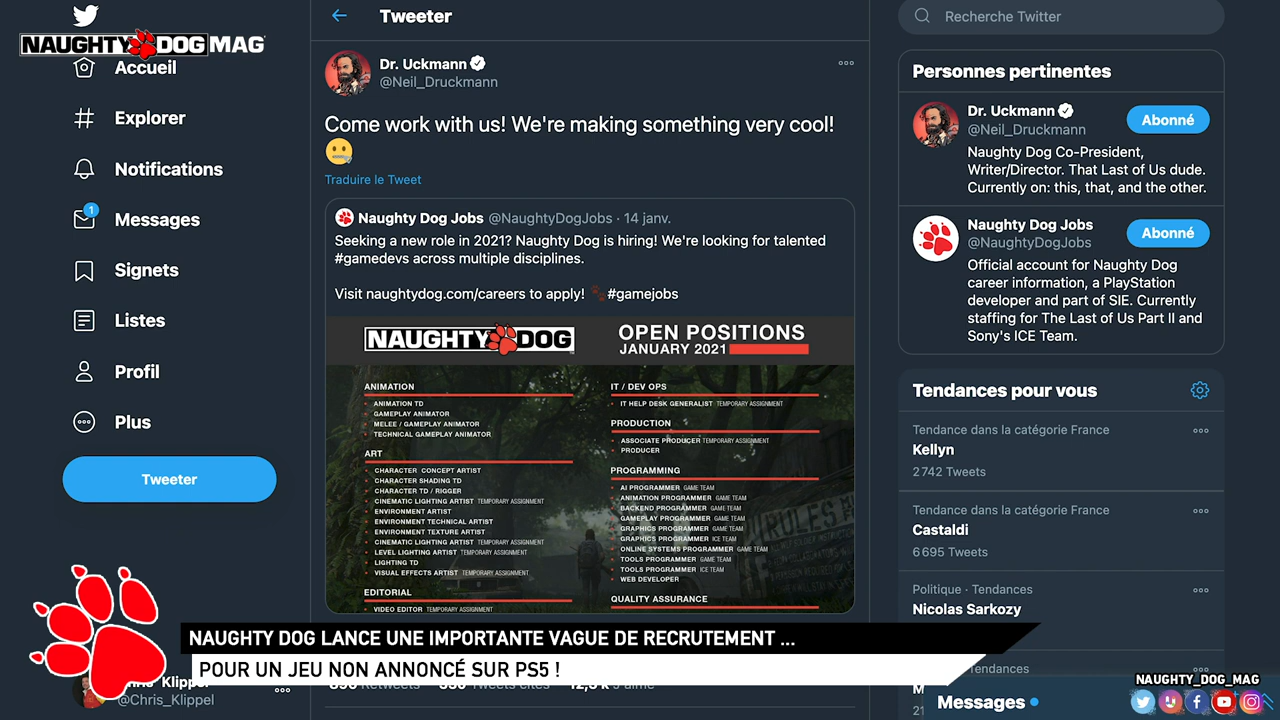 NAUGHTY DOG MAG
Accueil
Explorer
Notifications
1
Messages
Signets
Listes
Profil
Plus
Tweeter
Tweeter
Dr. Uckmann
@Neil_Druckmann
Come work with us! We're making something very cool!
Traduire le Tweet
Naughty Dog Jobs @NaughtyDogJobs · 14 janv.
Seeking a new role in 2021? Naughty Dog is hiring! We're looking for talented
#gamedevs across multiple disciplines.
Visit naughtydog.com/careers to apply! #gamejobs
NAUGHTY DOG
OPEN POSITIONS
JANUARY 2021
ANIMATION
ANIMATION TD
GAMEPLAY ANIMATOR
MELEE / GAMEPLAY ANIMATOR
TECHNICAL GAMEPLAY ANIMATOR
ART
CHARACTER CONCEPT ARTIST
CHARACTER SHADING TD
CHARACTER TD / RIGGER
CINEMATIC LIGHTING ARTIST TEMPORARY ASSIGNMENT
ENVIRONMENT ARTIST
ENVIRONMENT TECHNICAL ARTIST
ENVIRONMENT TEXTURE ARTIST
CINEMATIC LIGHTING ARTIST TEMPORARY ASSIGNMENT
LEVEL LIGHTING ARTIST TEMPORARY ASSIGNMENT
LIGHTING TD
VISUAL EFFECTS ARTIST TEMPORARY ASSIGNMENT
EDITORIAL
VIDEO EDITOR TEMPORARY ASSIGNMENT
IT / DEV OPS
IT HELP DESK GENERALIST TEMPORARY ASSIGNMENT
PRODUCTION
ASSOCIATE PRODUCER TEMPORARY ASSIGNMENT
PRODUCER
PROGRAMMING
AI PROGRAMMER GAME TEAM
ANIMATION PROGRAMMER GAME TEAM
BACKEND PROGRAMMER GAME TEAM
GAMEPLAY PROGRAMMER GAME TEAM
GRAPHICS PROGRAMMER GAME TEAM
GRAPHICS PROGRAMMER ICE TEAM
ONLINE SYSTEMS PROGRAMMER GAME TEAM
TOOLS PROGRAMMER GAME TEAM
TOOLS PROGRAMMER ICE TEAM
WEB DEVELOPER
QUALITY ASSURANCE
Recherche Twitter
Personnes pertinentes
Dr. Uckmann
@Neil_Druckmann
Abonné
Naughty Dog Co-President,
Writer/Director. That Last of Us dude.
Currently on: this, that, and the other.
Naughty Dog Jobs
@NaughtyDogJobs
Abonné
Official account for Naughty Dog
career information, a PlayStation
developer and part of SIE. Currently
staffing for The Last of Us Part II and
Sony's ICE Team.
Tendances pour vous
Tendance dans la catégorie France
Kellyn
2 742 Tweets
Tendance dans la catégorie France
Castaldi
6 695 Tweets
Politique · Tendances
Nicolas Sarkozy
Tendances
NAUGHTY DOG LANCE UNE IMPORTANTE VAGUE DE RECRUTEMENT ...
POUR UN JEU NON ANNONCÉ SUR PS5 !
Klippel
@Chris_Klippel
Retweets Tweets cités J'aime
NAUGHTY_DOG_MAG
Messages